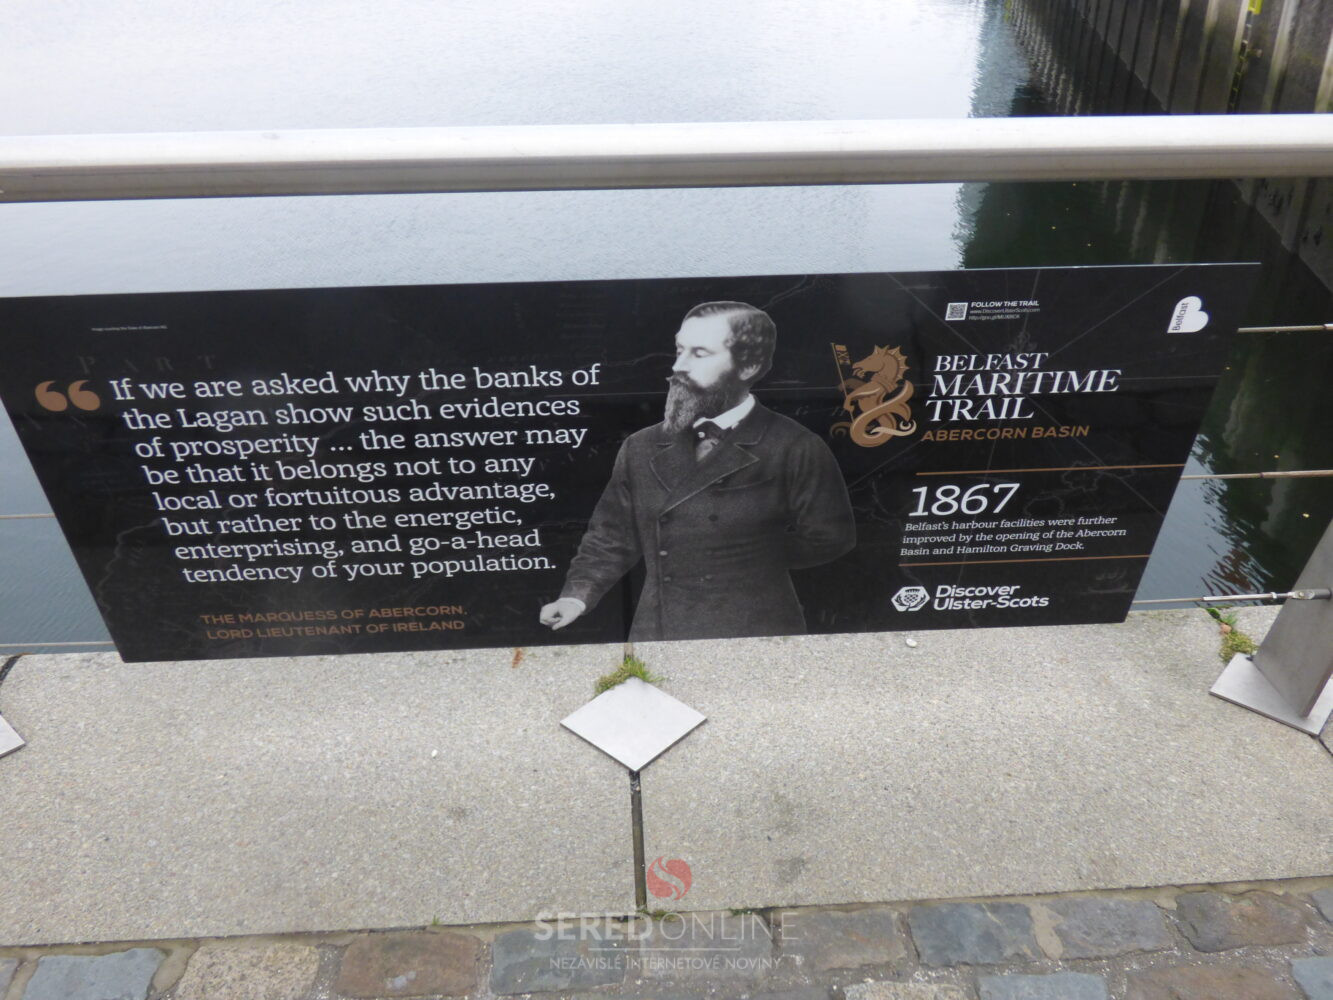 “ If we are asked why the banks of
the Lagan show such evidences
of prosperity ... the answer may
be that it belongs not to any
local or fortuitous advantage,
but rather to the energetic,
enterprising, and go-a-head
tendency of your population.
THE MARQUESS OF ABERCORN,
LORD LIEUTENANT OF IRELAND
PART
FOLLOW THE TRAIL
www.DiscoverUlsterScots.com
Belfast
BELFAST
MARITIME
TRAIL
ABERCORN BASIN
1867
Belfast's harbour facilities were further
improved by the opening of the Abercorn
Basin and Hamilton Graving Dock.
Discover
Ulster-Scots
SEREDONLINE
NEZÁVISLÉ INTERNETOVÉ NOVINY